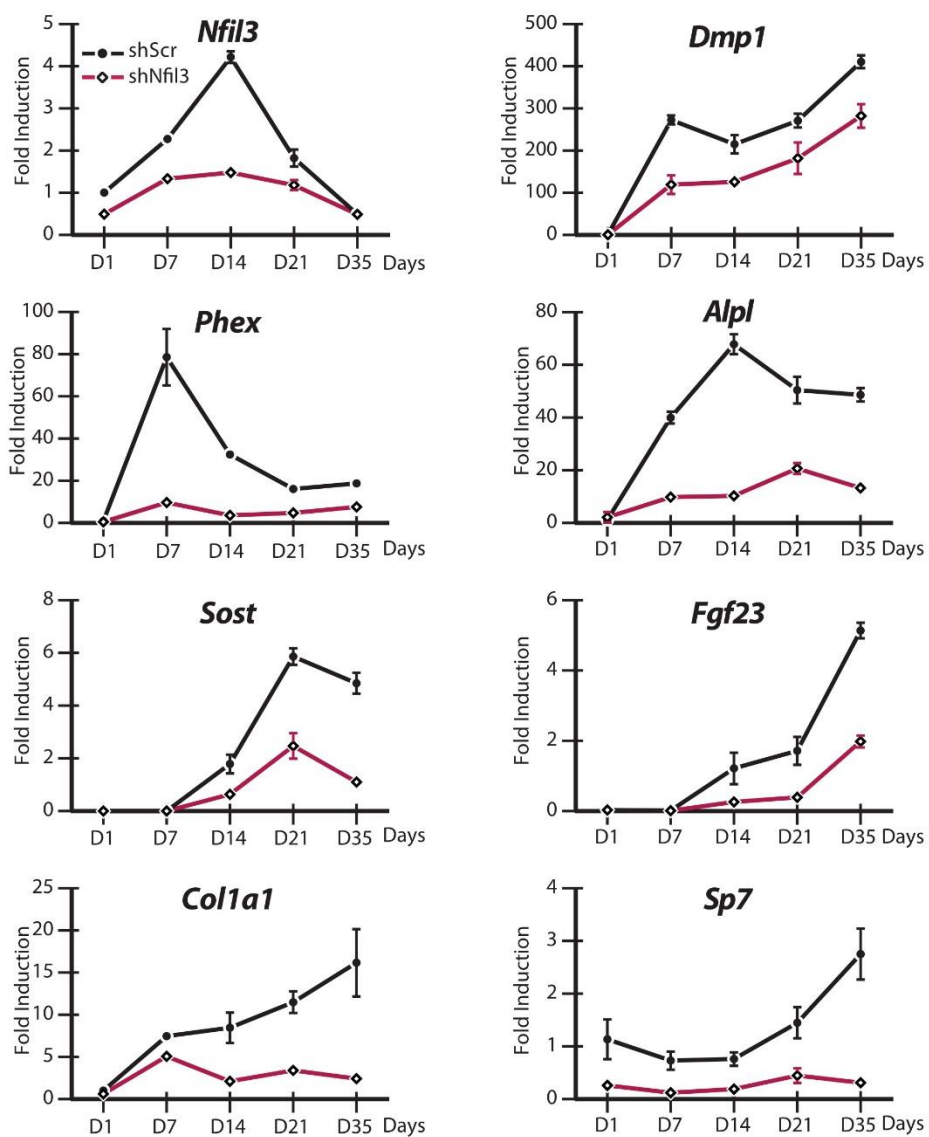 Nfil3
shScr
shNfil3
Fold Induction
5
4
3
2
1
0
D1 D7 D14 D21 D35 Days
Dmp1
Fold Induction
500
400
300
200
100
0
D1 D7 D14 D21 D35 Days
Phex
Fold Induction
100
80
60
40
20
0
D1 D7 D14 D21 D35 Days
Alpl
Fold Induction
80
60
40
20
0
D1 D7 D14 D21 D35 Days
Sost
Fold Induction
8
6
4
2
0
D1 D7 D14 D21 D35 Days
Fgf23
Fold Induction
6
4
2
0
D1 D7 D14 D21 D35 Days
Col1a1
Fold Induction
25
20
15
10
5
0
D1 D7 D14 D21 D35 Days
Sp7
Fold Induction
4
3
2
1
0
D1 D7 D14 D21 D35 Days